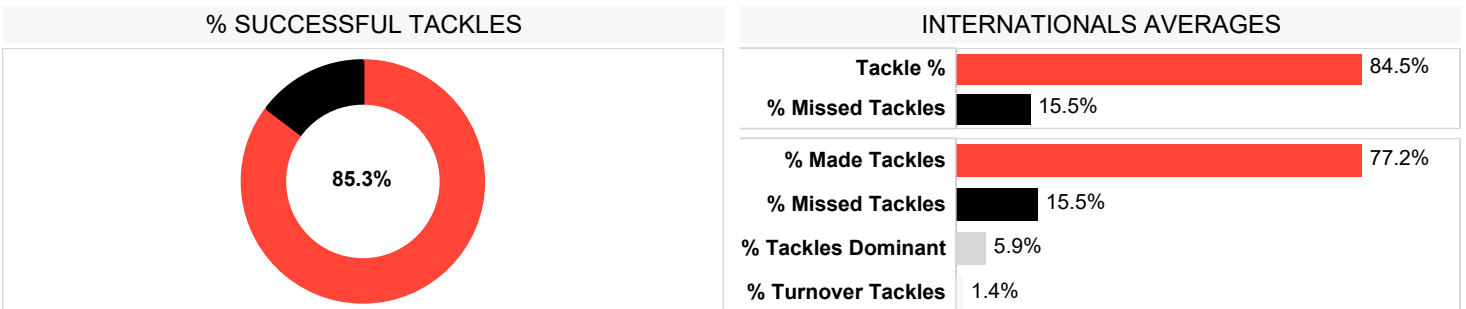 % SUCCESSFUL TACKLES
85.3%
INTERNATIONALS AVERAGES
Tackle % 84.5%
% Missed Tackles 15.5%
% Made Tackles 77.2%
% Missed Tackles 15.5%
% Tackles Dominant 5.9%
% Turnover Tackles 1.4%